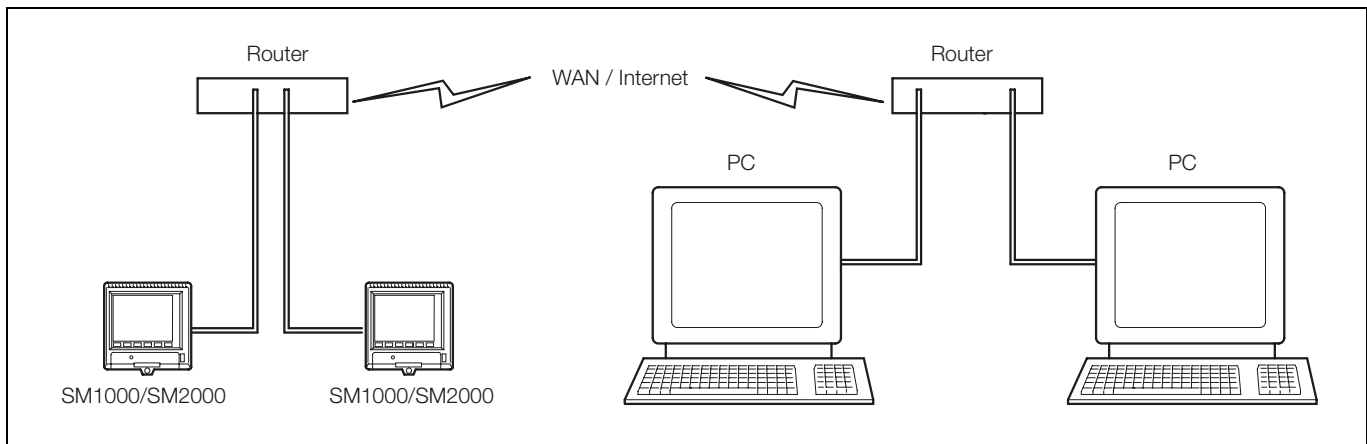 Router
WAN / Internet
Router
PC
PC
SM1000/SM2000
SM1000/SM2000